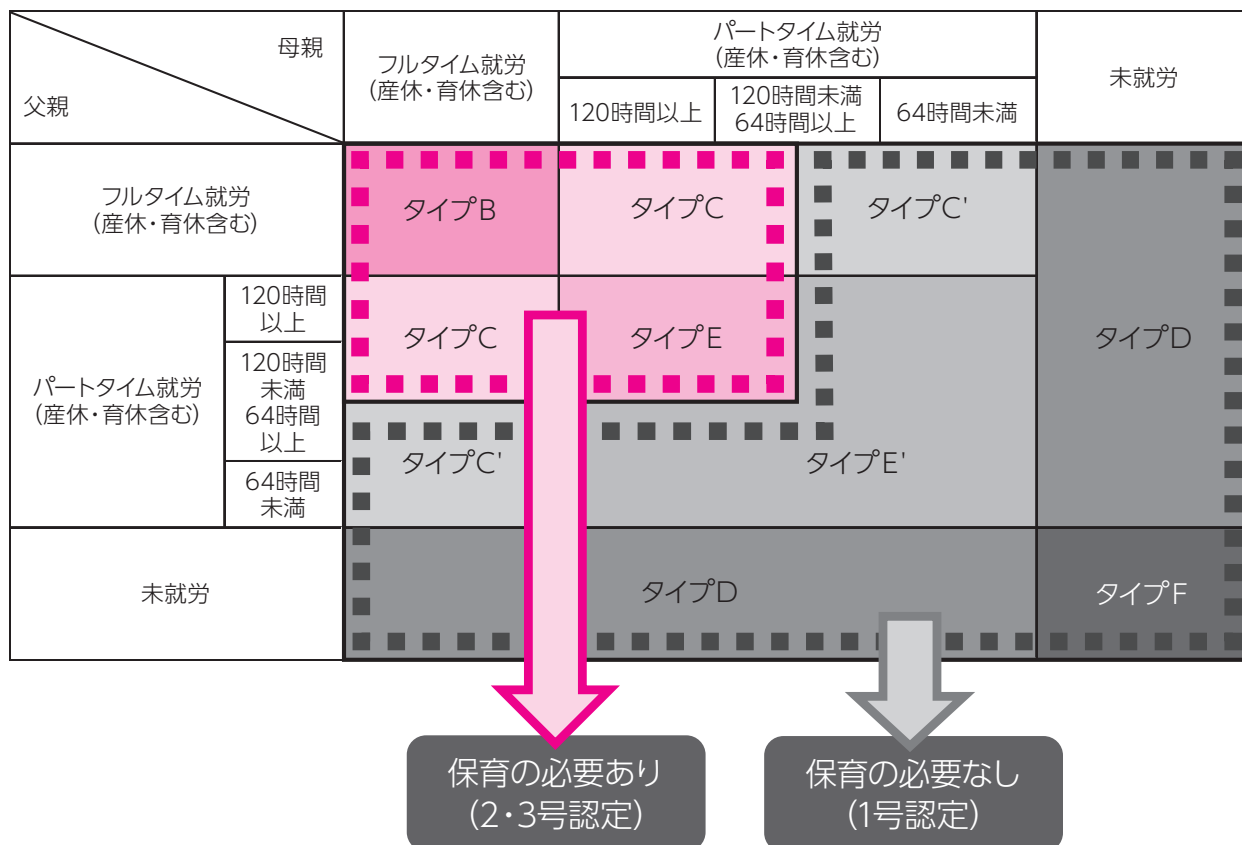 母親
父親
フルタイム就労
(産休・育休含む)
パートタイム就労
(産休・育休含む)
未就労
120時間以上
120時間未満
64時間以上
64時間未満
フルタイム就労
(産休・育休含む)
タイプB
タイプC
タイプC'
パートタイム就労
(産休・育休含む)
120時間
以上
120時間
未満
64時間
以上
64時間
未満
タイプC
タイプE
タイプD
タイプC'
タイプE'
未就労
タイプD
タイプF
保育の必要あり
(2・3号認定)
保育の必要なし
(1号認定)